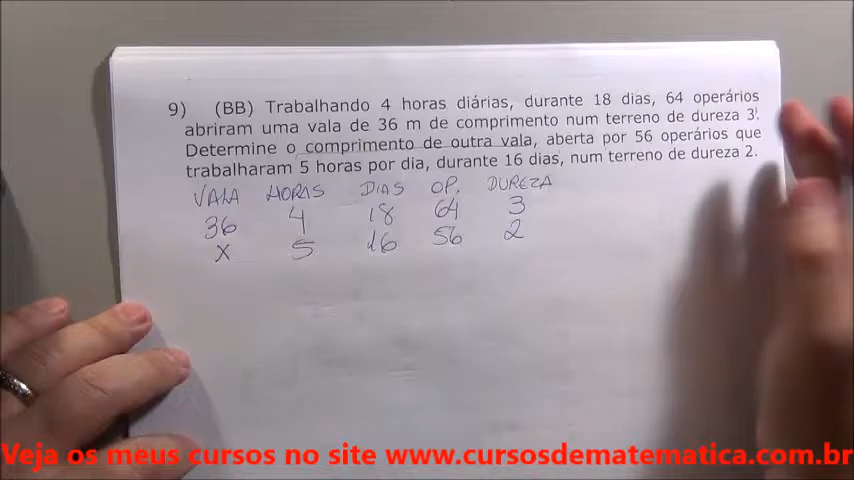 9) (BB) Trabalhando 4 horas diárias, durante 18 dias, 64 operários
abriram uma vala de 36 m de comprimento num terreno de dureza 3.
Determine o comprimento de outra vala, aberta por 56 operários que
trabalharam 5 horas por dia, durante 16 dias, num terreno de dureza 2.
VALA HORAS DIAS OP. DUREZA
36 4 18 64 3
X 5 16 56 2
Veja os meus cursos no site www.cursosdematematica.com.br